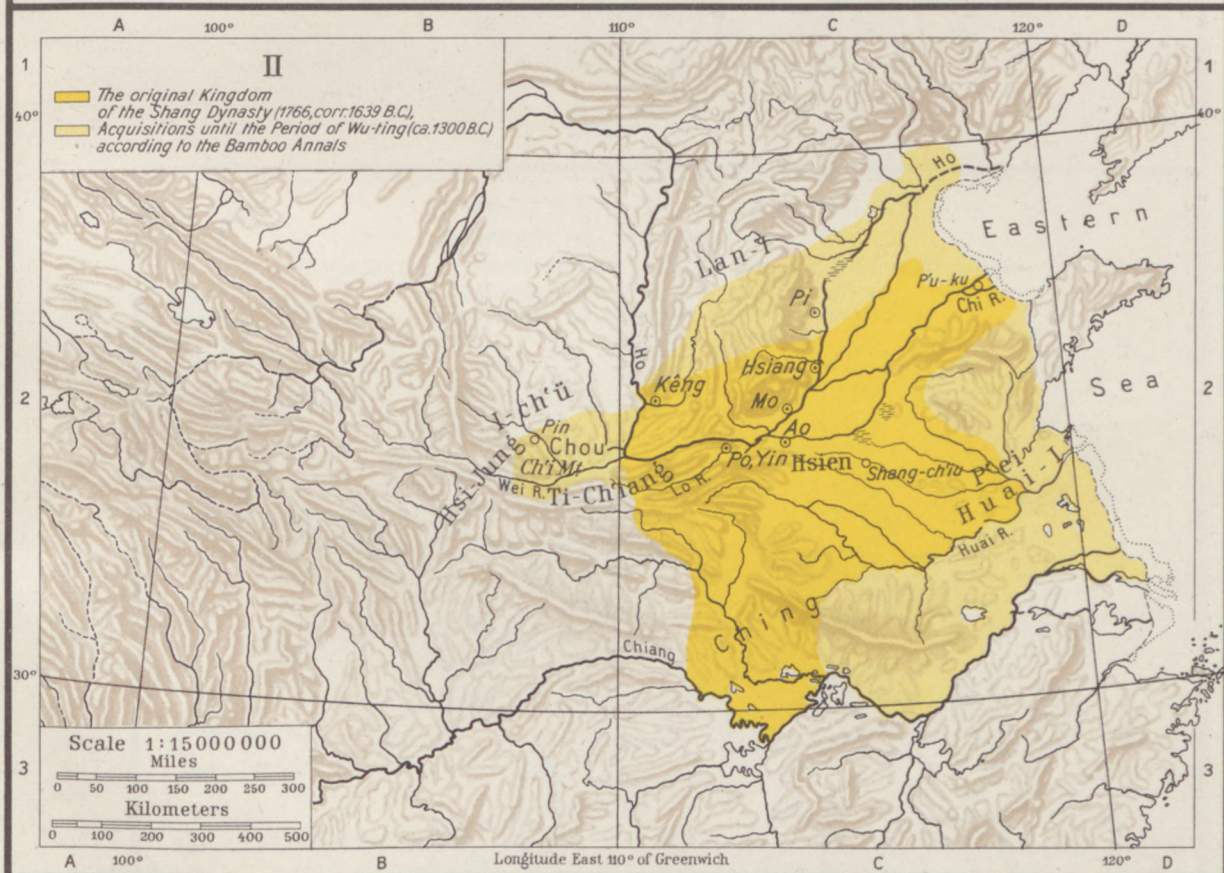 A 100° B 110° C 120° D
1
1
II
The original Kingdom
of the Shang Dynasty (1766, corr. 1639 B.C.),
Acquisitions until the Period of Wu-ting (ca. 1300 B.C.)
according to the Bamboo Annals
40°
40°
Ho
Eastern
Lan-i
P'u-ku
Chi R.
Pi
Ho
Hsiang
Sea
2
2
Kêng
Mo
I-ch'ü
Pin
Ao
Chou
Po, Yin
Hsien
Shang-ch'iu
P'ei
Ch'i Mt.
Hsi-Jung
Wei R.
Ti-Ch'iang
Lo R.
Huai-I
Huai R.
Ching
Chiang
30°
30°
Scale 1:15000000
Miles
0 50 100 150 200 250 300
Kilometers
0 100 200 300 400 500
3
3
A 100° B Longitude East 110° of Greenwich C 120° D